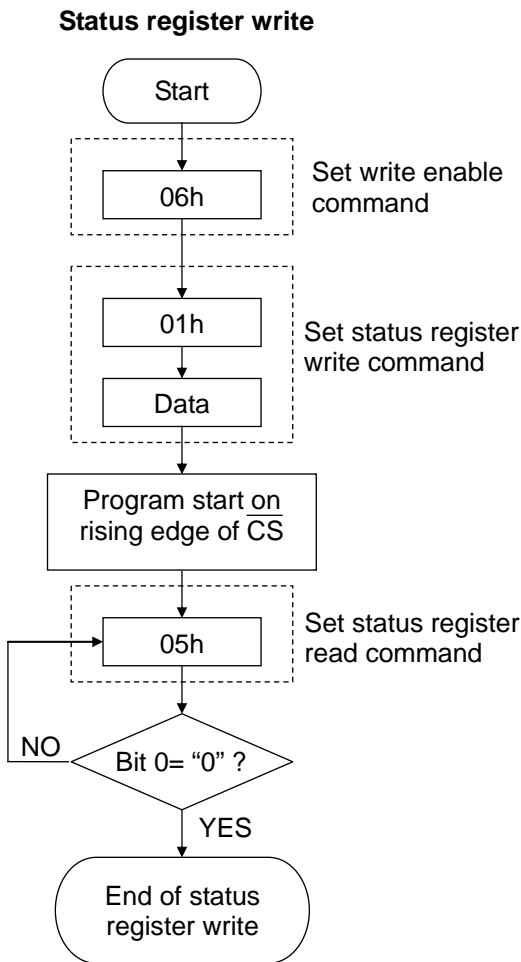 Status register write
Start
06h
Set write enable
command
01h
Set status register
write command
Data
Program start on
rising edge of C̅S̅
05h
Set status register
read command
NO
Bit 0= “0” ?
YES
End of status
register write